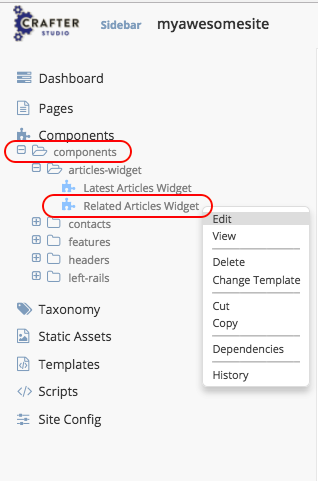 CRAFTER
STUDIO
Sidebar
myawesomesite
Dashboard
Pages
Components
components
articles-widget
Latest Articles Widget
Related Articles Widget
contacts
features
headers
left-rails
Edit
View
Delete
Change Template
Cut
Copy
Dependencies
History
Taxonomy
Static Assets
Templates
Scripts
Site Config